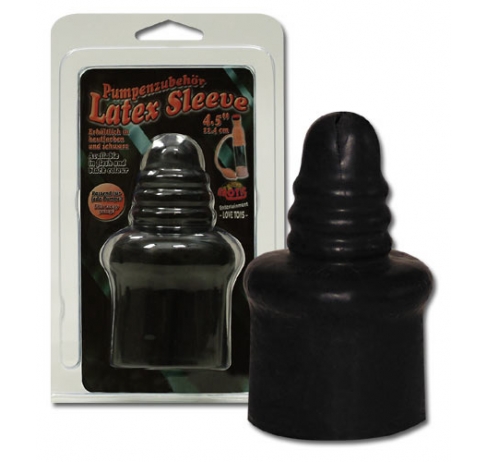 Pumpenzubehör
Latex Sleeve
4.5"
11.4 cm
Erhältlich in
hautfarben
und schwarz
Available
in flesh and
black colour
Entertainment
- LOVE TOYS -